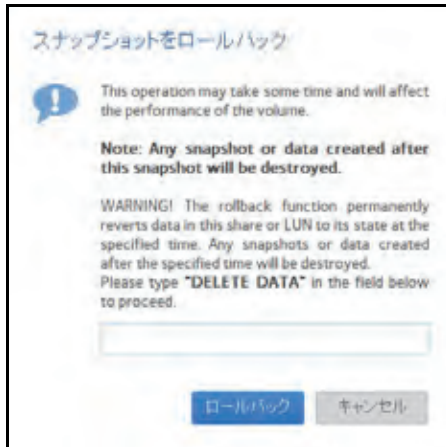 スナップショットをロールバック
This operation may take some time and will affect
the performance of the volume.
Note: Any snapshot or data created after
this snapshot will be destroyed.
WARNING! The rollback function permanently
reverts data in this share or LUN to its state at the
specified time. Any snapshots or data created
after the specified time will be destroyed.
Please type "DELETE DATA" in the field below
to proceed.
ロールバック キャンセル